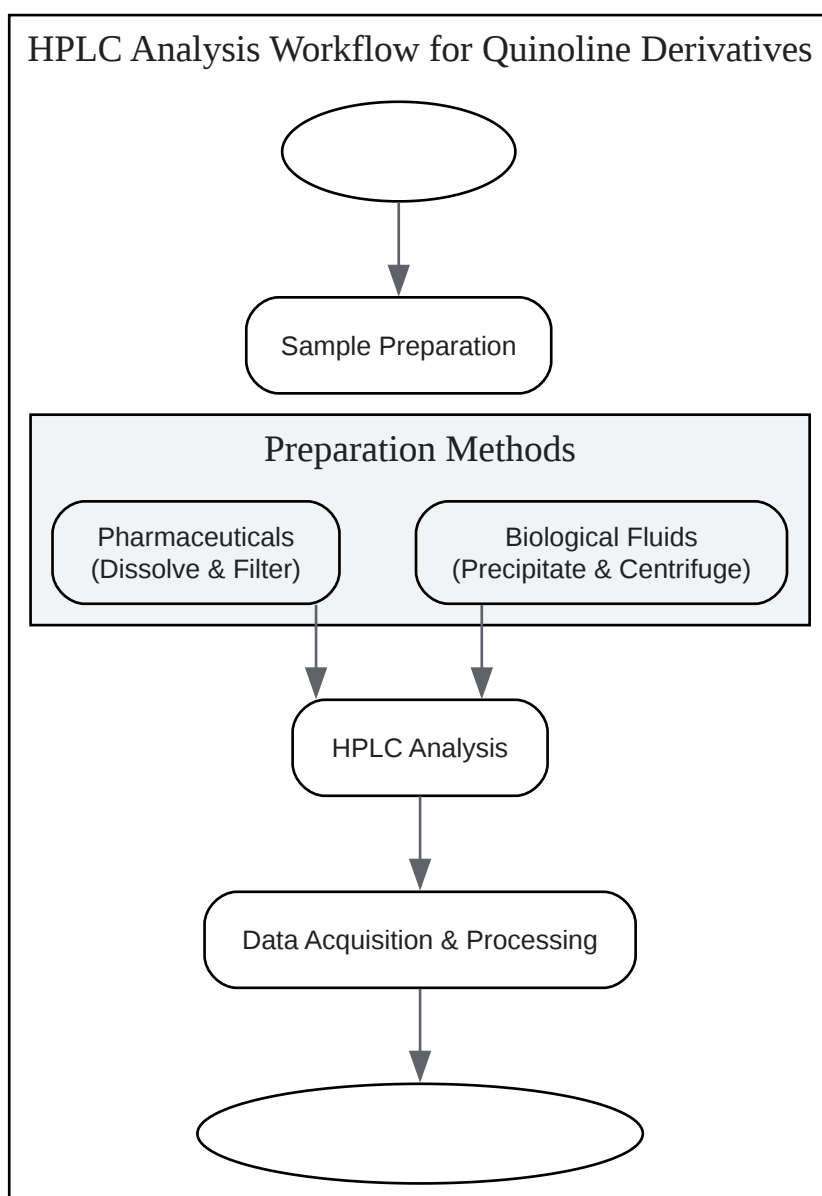 HPLC Analysis Workflow for Quinoline Derivatives
Sample Preparation
Preparation Methods
Pharmaceuticals
(Dissolve & Filter)
Biological Fluids
(Precipitate & Centrifuge)
HPLC Analysis
Data Acquisition & Processing